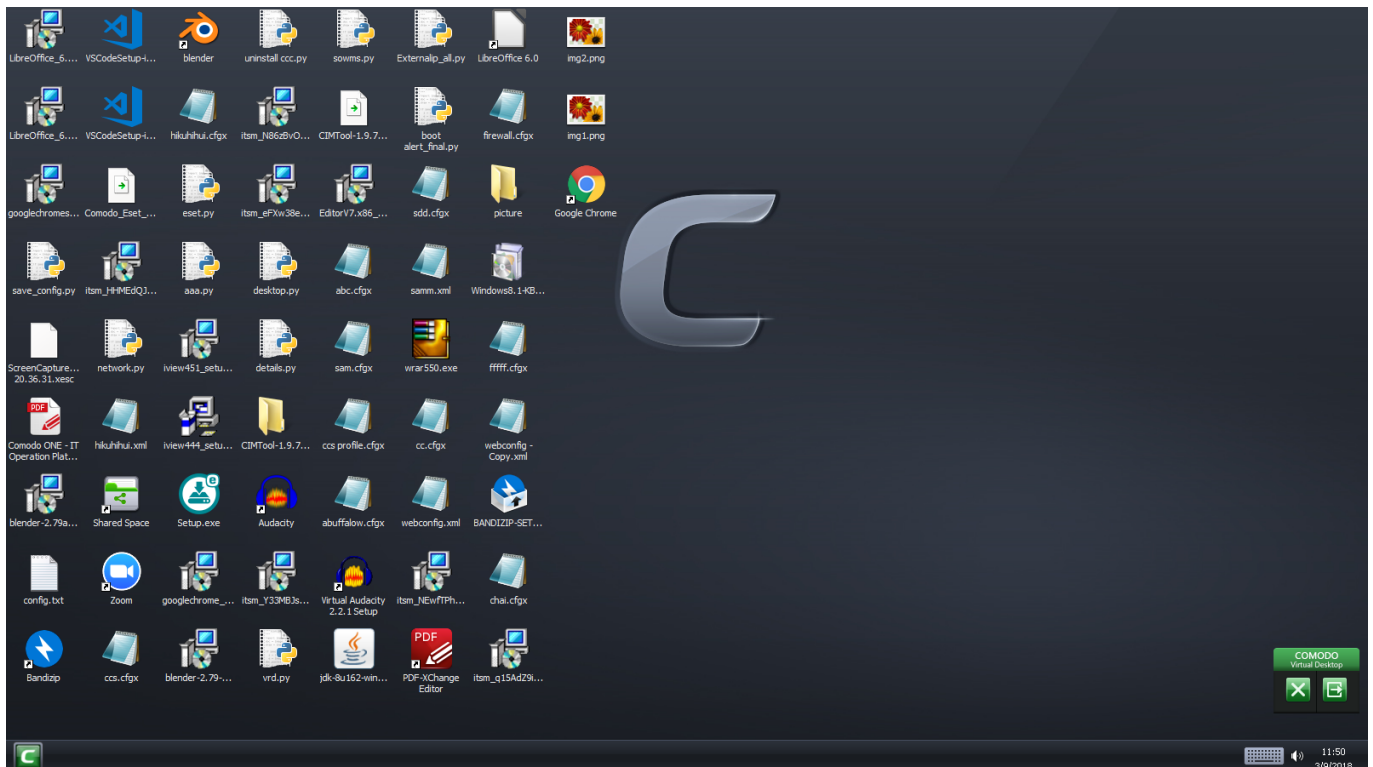 LibreOffice_6....
VSCodeSetup-i...
blender
uninstall ccc.py
sowms.py
Externalip_all.py
LibreOffice 6.0
img2.png
LibreOffice_6....
VSCodeSetup-i...
hikuhihui.cfgx
itsm_N86zBvO...
CIMTool-1.9.7...
boot
alert_final.py
firewall.cfgx
img1.png
googlechromes...
Comodo_Eset_...
eset.py
itsm_eFXw38e...
EditorV7.x86_...
sdd.cfgx
picture
Google Chrome
save_config.py
itsm_HHMEdQJ...
aaa.py
desktop.py
abc.cfgx
samm.xml
Windows8.1-KB...
ScreenCapture...
20.36.31.xesc
network.py
iview451_setu...
details.py
sam.cfgx
wrar550.exe
fffff.cfgx
PDF
Comodo ONE - IT
Operation Plat...
hikuhihui.xml
iview444_setu...
CIMTool-1.9.7...
ccs profile.cfgx
cc.cfgx
webconfig -
Copy.xml
blender-2.79a...
Shared Space
Setup.exe
Audacity
abuffalow.cfgx
webconfig.xml
BANDIZIP-SET...
config.txt
Zoom
googlechrome_...
itsm_Y33MBJs...
Virtual Audacity
2.2.1 Setup
itsm_NEwfTPh...
chai.cfgx
PDF
Bandizip
ccs.cfgx
blender-2.79-...
vrd.py
jdk-8u162-win...
PDF-XChange
Editor
itsm_q15AdZ9i...
COMODO
Virtual Desktop
11:50
3/9/2018